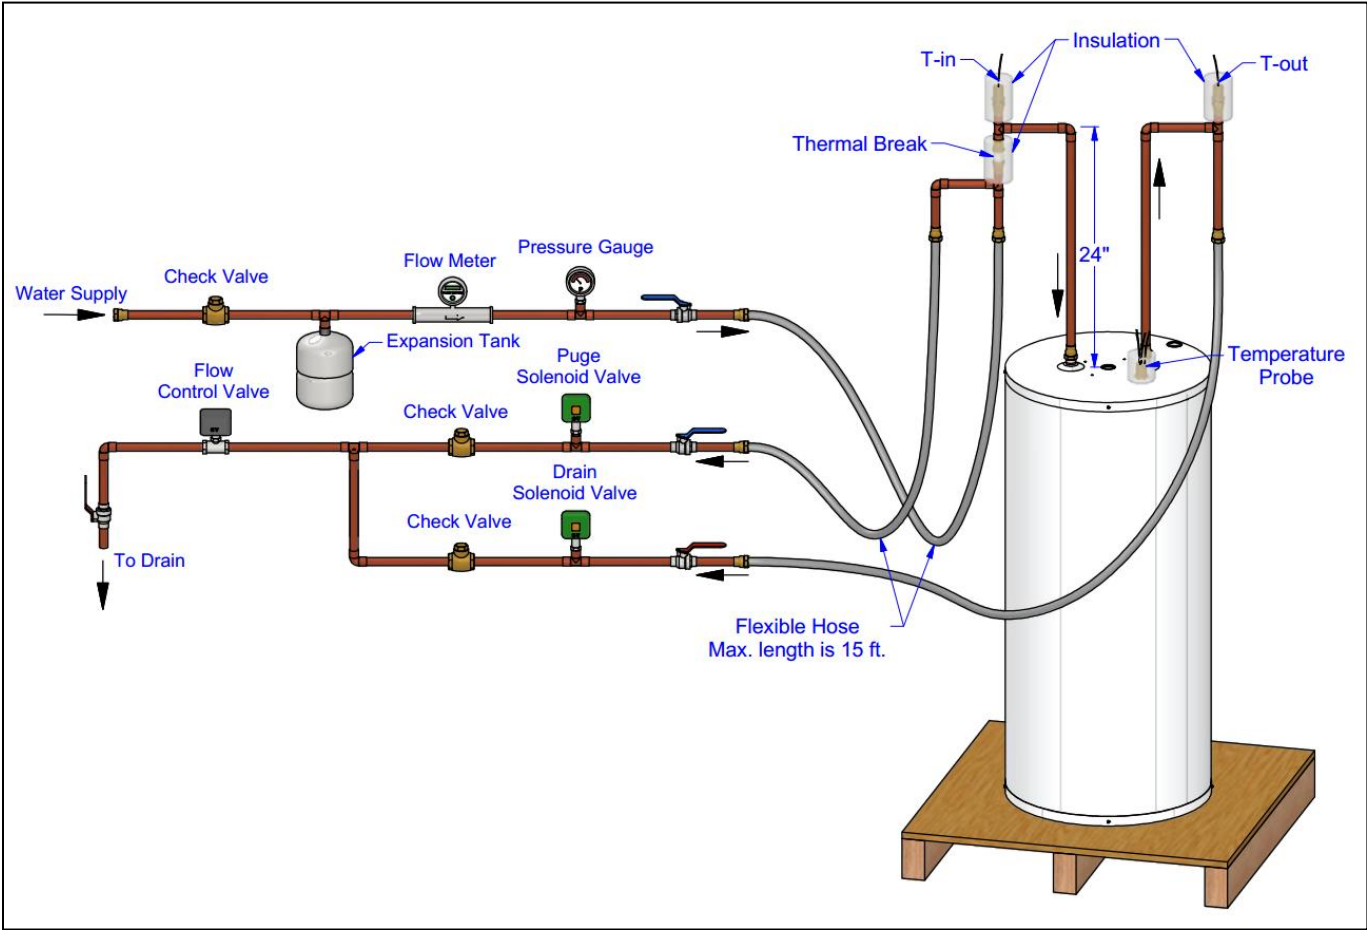 Insulation
T-in
T-out
Thermal Break
24"
Pressure Gauge
Flow Meter
Check Valve
Water Supply
Expansion Tank
Puge
Solenoid Valve
Temperature
Probe
Flow
Control Valve
Check Valve
Drain
Solenoid Valve
Check Valve
To Drain
Flexible Hose
Max. length is 15 ft.